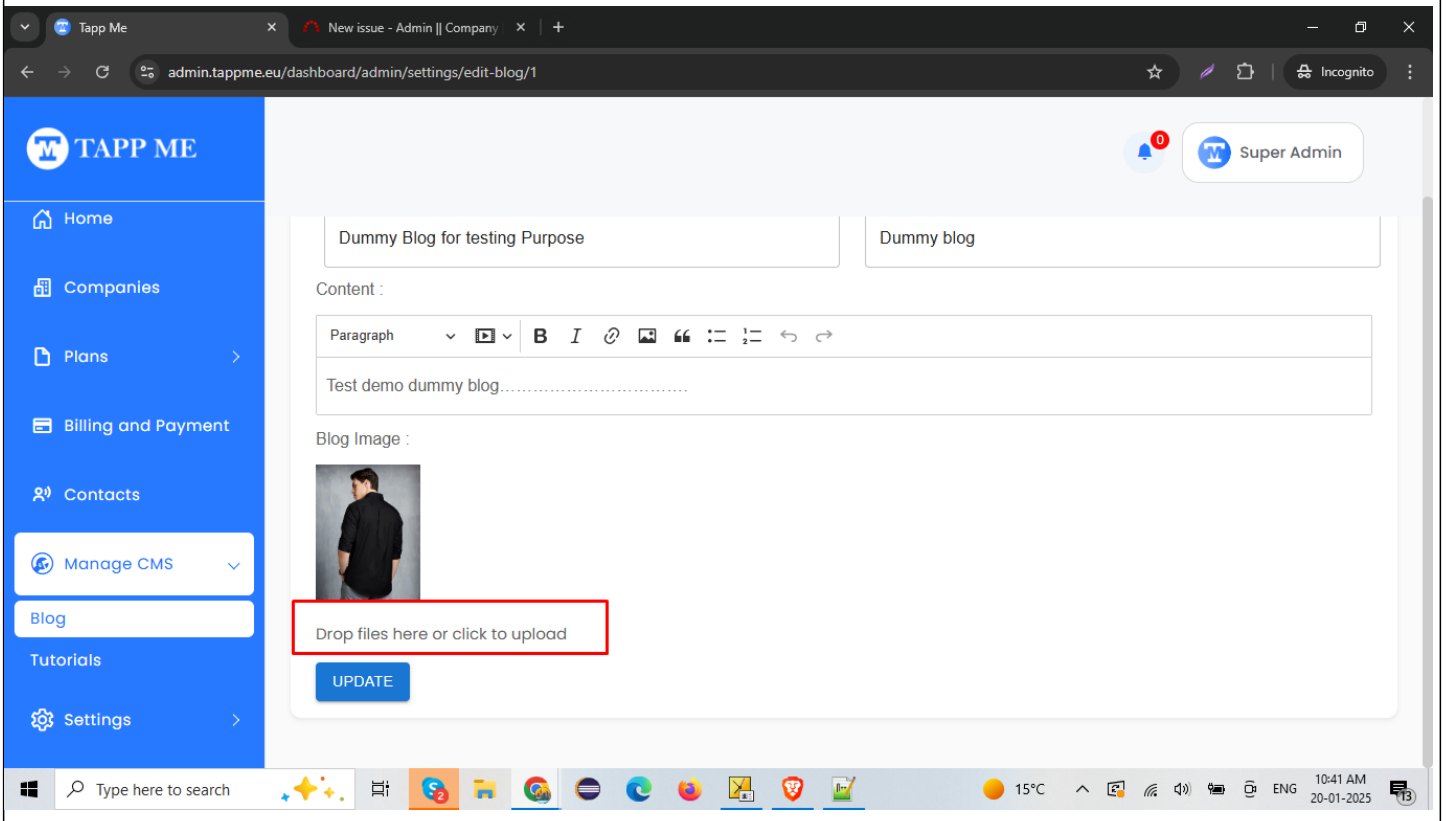 Tapp Me
New issue - Admin || Company
admin.tappme.eu/dashboard/admin/settings/edit-blog/1
Incognito
TAPP ME
0
Super Admin
Home
Companies
Plans
Billing and Payment
Contacts
Manage CMS
Blog
Tutorials
Settings
Dummy Blog for testing Purpose
Dummy blog
Content :
Paragraph
Test demo dummy blog……………………………
Blog Image :
Drop files here or click to upload
UPDATE
Type here to search
2
15°C
ENG
10:41 AM
20-01-2025
13